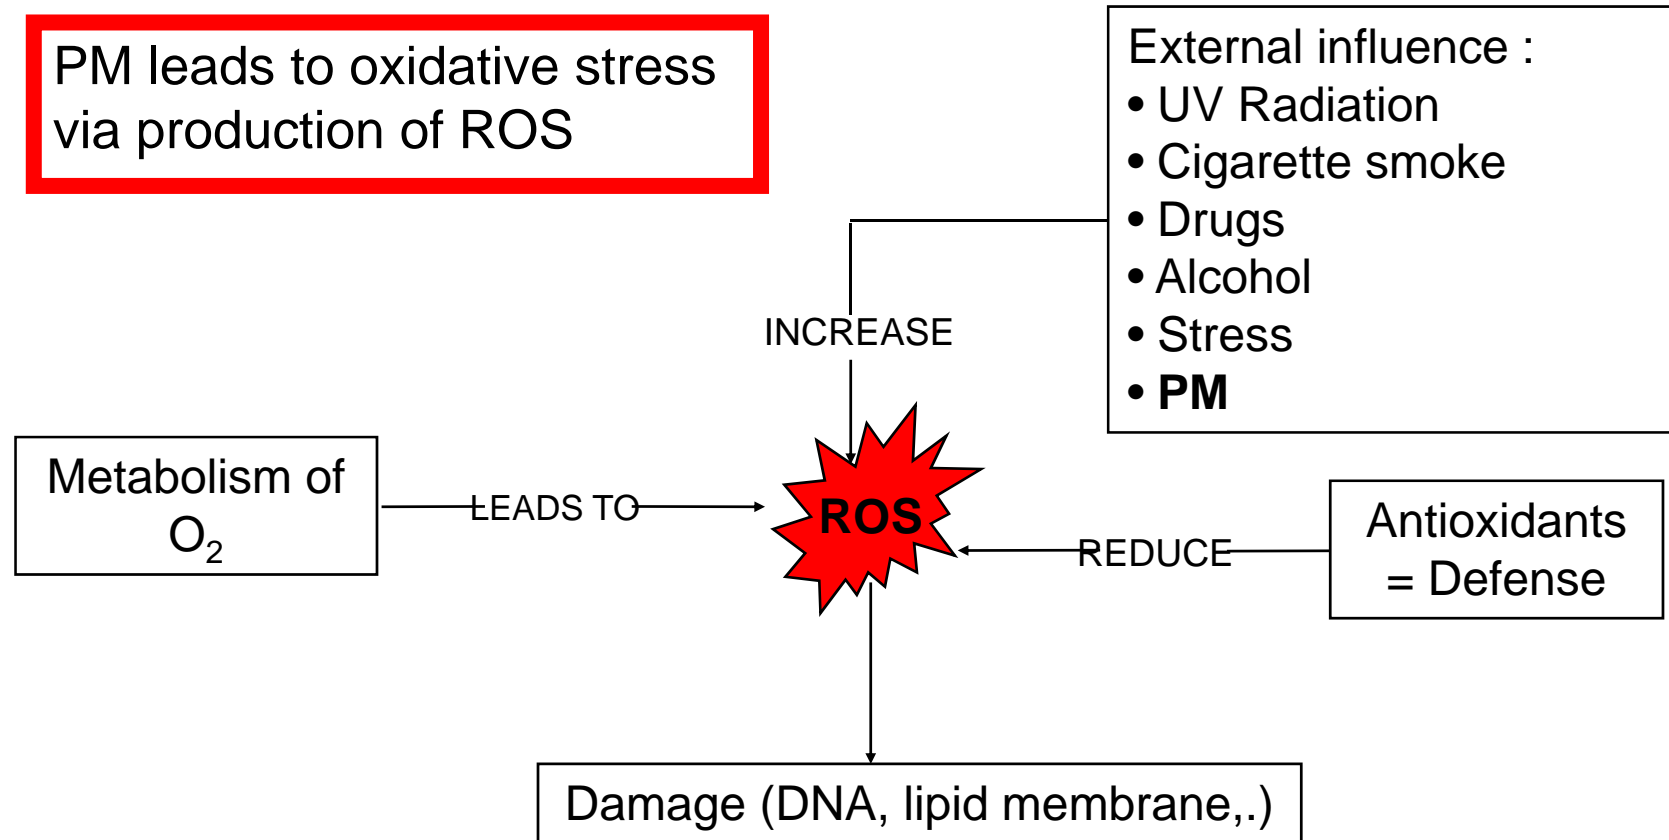 PM leads to oxidative stress
via production of ROS
External influence :
• UV Radiation
• Cigarette smoke
• Drugs
• Alcohol
• Stress
• PM
INCREASE
Metabolism of
O₂
LEADS TO
ROS
REDUCE
Antioxidants
= Defense
Damage (DNA, lipid membrane,.)